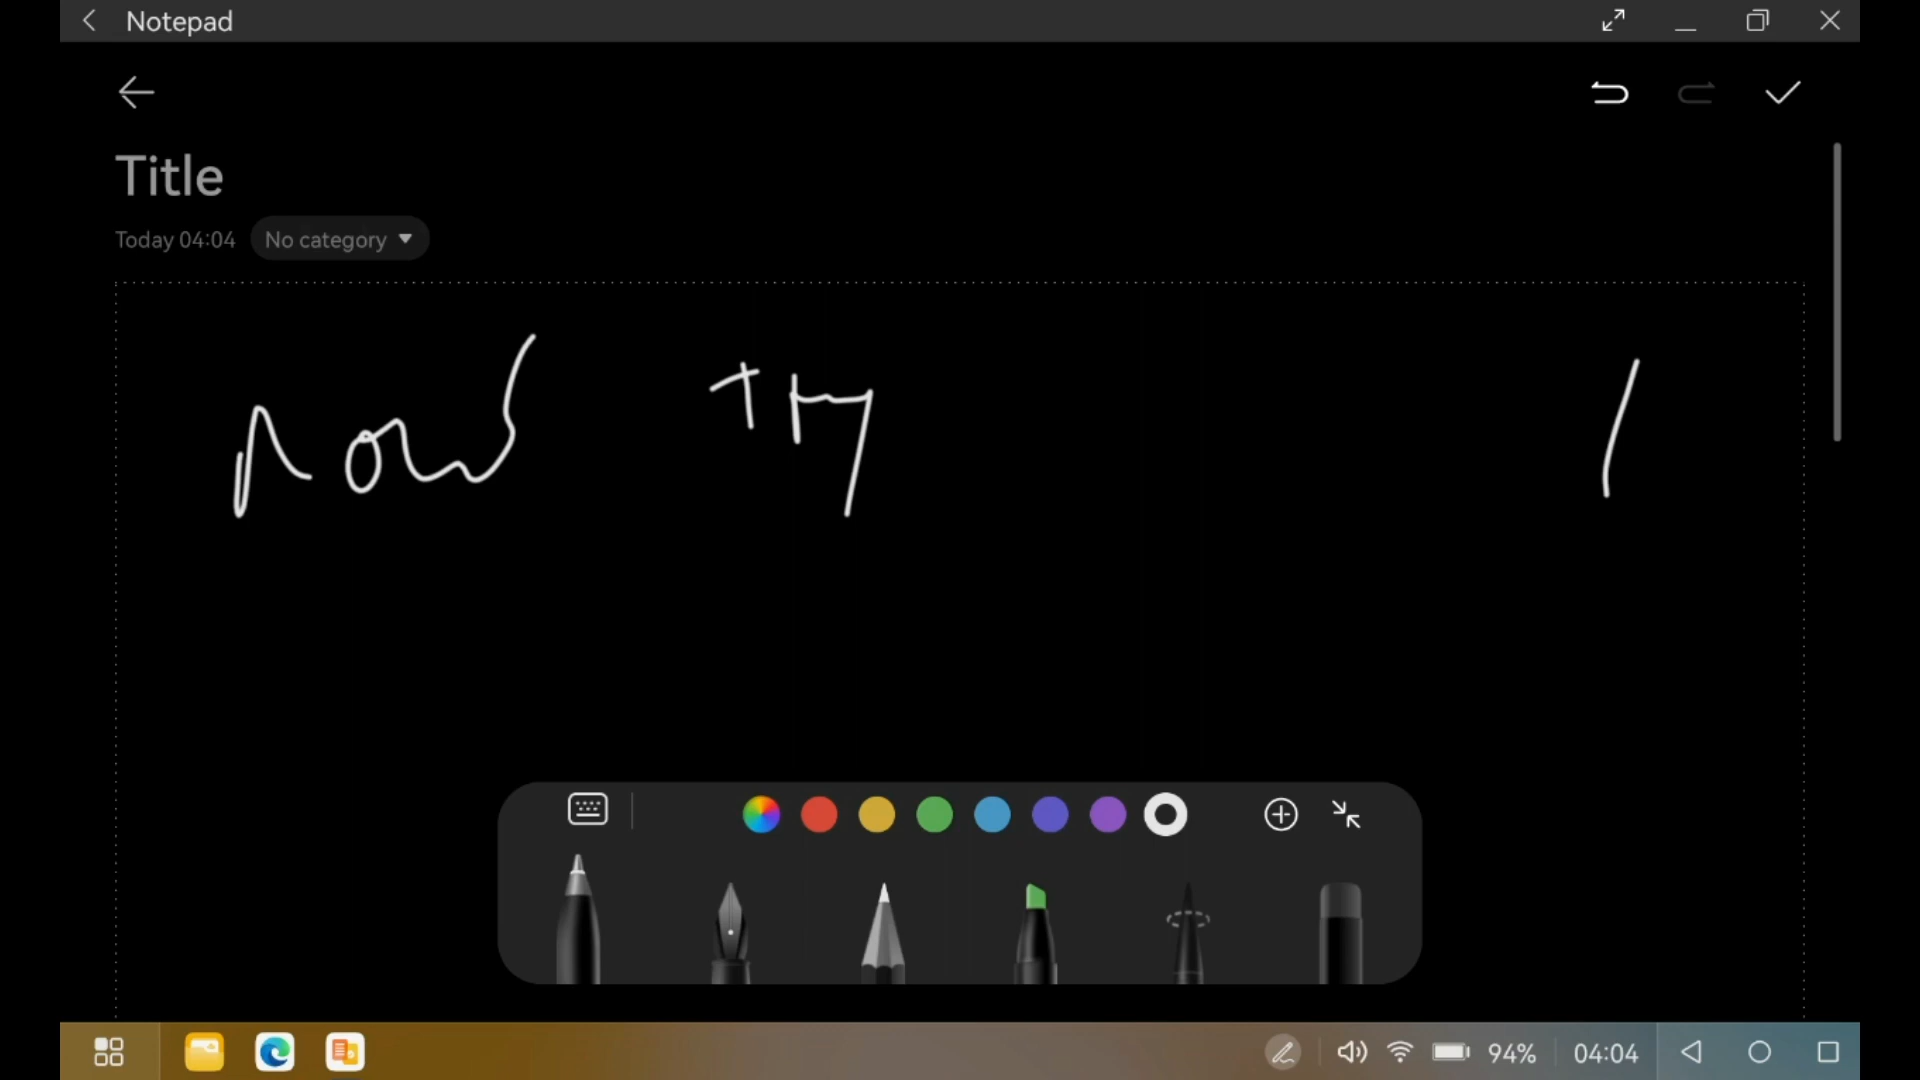 Notepad
Title
Today 04:04 No category
Now try
94% 04:04